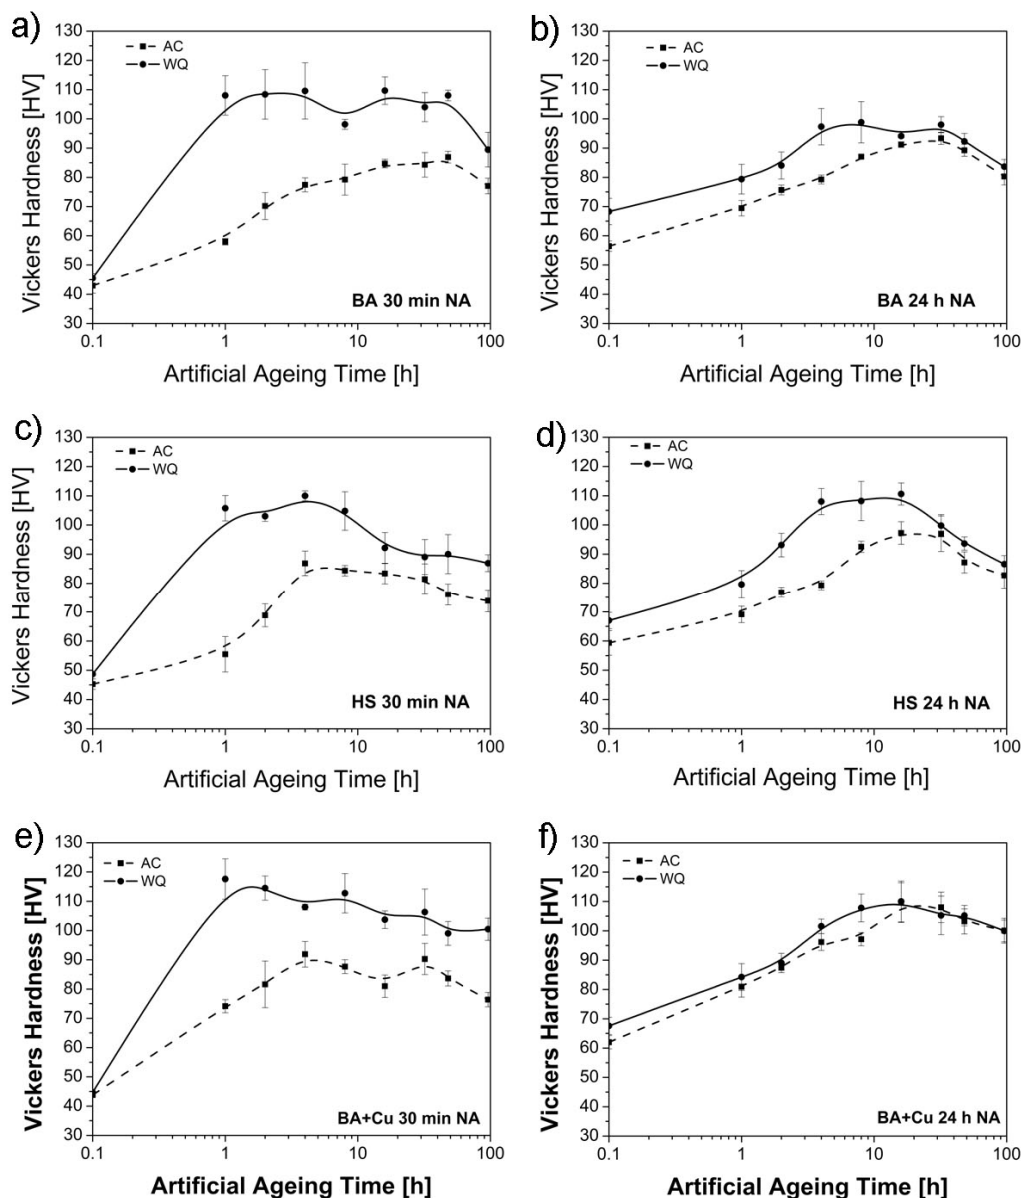 a)
130
120
110
100
90
80
70
60
50
40
30
Vickers Hardness [HV]
AC
WQ
BA 30 min NA
0.1 1 10 100
Artificial Ageing Time [h]
b)
130
120
110
100
90
80
70
60
50
40
30
Vickers Hardness [HV]
AC
WQ
BA 24 h NA
0.1 1 10 100
Artificial Ageing Time [h]
c)
130
120
110
100
90
80
70
60
50
40
30
Vickers Hardness [HV]
AC
WQ
HS 30 min NA
0.1 1 10 100
Artificial Ageing Time [h]
d)
130
120
110
100
90
80
70
60
50
40
30
Vickers Hardness [HV]
AC
WQ
HS 24 h NA
0.1 1 10 100
Artificial Ageing Time [h]
e)
130
120
110
100
90
80
70
60
50
40
30
Vickers Hardness [HV]
AC
WQ
BA+Cu 30 min NA
0.1 1 10 100
Artificial Ageing Time [h]
f)
130
120
110
100
90
80
70
60
50
40
30
Vickers Hardness [HV]
AC
WQ
BA+Cu 24 h NA
0.1 1 10 100
Artificial Ageing Time [h]